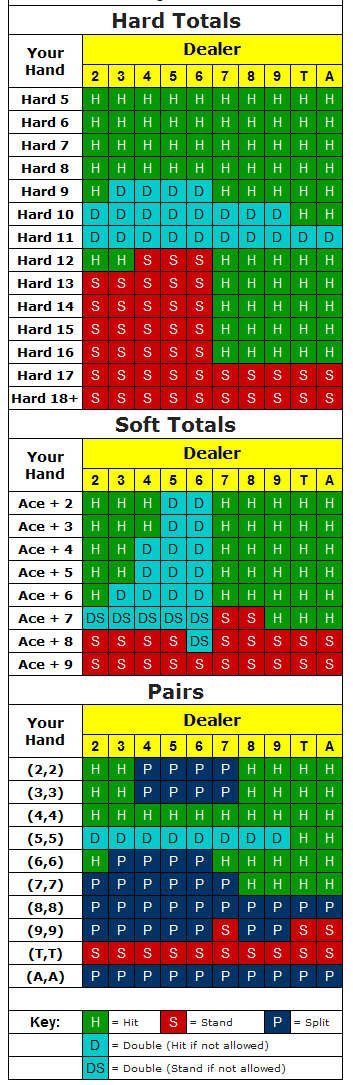 Hard Totals
Your Hand Dealer
2 3 4 5 6 7 8 9 T A
Hard 5 H H H H H H H H H H
Hard 6 H H H H H H H H H H
Hard 7 H H H H H H H H H H
Hard 8 H H H H H H H H H H
Hard 9 H D D D D H H H H H
Hard 10 D D D D D D D D H H
Hard 11 D D D D D D D D D D
Hard 12 H H S S S H H H H H
Hard 13 S S S S S H H H H H
Hard 14 S S S S S H H H H H
Hard 15 S S S S S H H H H H
Hard 16 S S S S S H H H H H
Hard 17 S S S S S S S S S S
Hard 18+ S S S S S S S S S S
Soft Totals
Your Hand Dealer
2 3 4 5 6 7 8 9 T A
Ace + 2 H H H D D H H H H H
Ace + 3 H H H D D H H H H H
Ace + 4 H H D D D H H H H H
Ace + 5 H H D D D H H H H H
Ace + 6 H D D D D H H H H H
Ace + 7 DS DS DS DS DS S S H H H
Ace + 8 S S S S DS S S S S S
Ace + 9 S S S S S S S S S S
Pairs
Your Hand Dealer
2 3 4 5 6 7 8 9 T A
(2,2) H H P P P P H H H H
(3,3) H H P P P P H H H H
(4,4) H H H H H H H H H H
(5,5) D D D D D D D D H H
(6,6) H P P P P H H H H H
(7,7) P P P P P P H H H H
(8,8) P P P P P P P P P P
(9,9) P P P P P S P P S S
(T,T) S S S S S S S S S S
(A,A) P P P P P P P P P P
Key: H = Hit S = Stand P = Split
D = Double (Hit if not allowed)
DS = Double (Stand if not allowed)